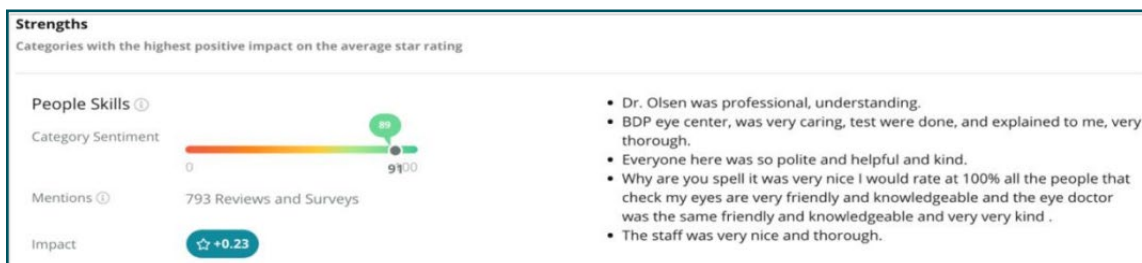 Strengths
Categories with the highest positive impact on the average star rating
People Skills
Category Sentiment
89
0
91
100
Mentions
793 Reviews and Surveys
Impact
+0.23
• Dr. Olsen was professional, understanding.
• BDP eye center, was very caring, test were done, and explained to me, very
thorough.
• Everyone here was so polite and helpful and kind.
• Why are you spell it was very nice I would rate at 100% all the people that
check my eyes are very friendly and knowledgeable and the eye doctor
was the same friendly and knowledgeable and very very kind .
• The staff was very nice and thorough.